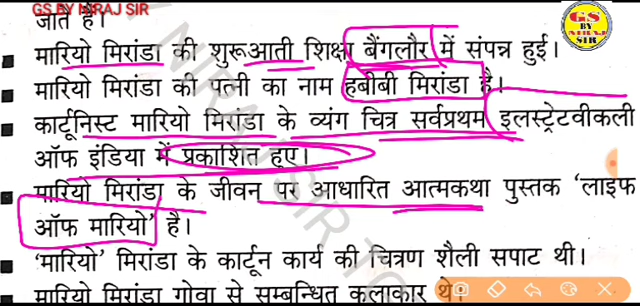 GS BY NIRAJ SIR
जाते हैं।
GS
BY
NIRAJ
SIR
▪ मारियो मिरांडा की शुरूआती शिक्षा बैंगलौर में संपन्न हुई।
▪ मारियो मिरांडा की पत्नी का नाम हबीबी मिरांडा है।
▪ कार्टूनिस्ट मारियो मिरांडा के व्यंग चित्र सर्वप्रथम इलस्ट्रेटवीकली
ऑफ इंडिया में प्रकाशित हुए।
▪ मारियो मिरांडा के जीवन पर आधारित आत्मकथा पुस्तक 'लाइफ
ऑफ मारियो' है।
▪ 'मारियो' मिरांडा के कार्टून कार्य की चित्रण शैली सपाट थी।
▪ मारियो मिरांडा गोवा से सम्बन्धित कलाकार थे।